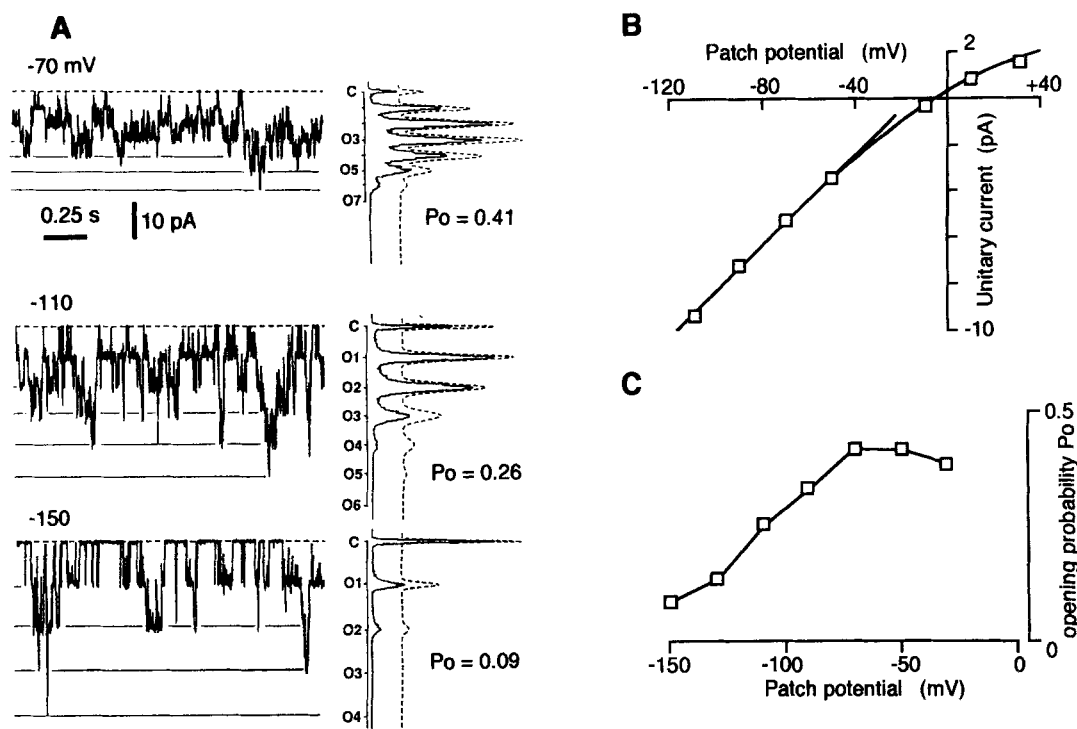 A
-70 mV
C
O3
O5
O7
0.25 s
10 pA
Po = 0.41
-110
C
O1
O2
O3
O4
O5
O6
Po = 0.26
-150
C
O1
O2
O3
O4
Po = 0.09
B
Patch potential (mV)
2
-120
-80
-40
+40
Unitary current (pA)
-10
C
0.5
opening probability Po
0
-150
-100
-50
0
Patch potential (mV)